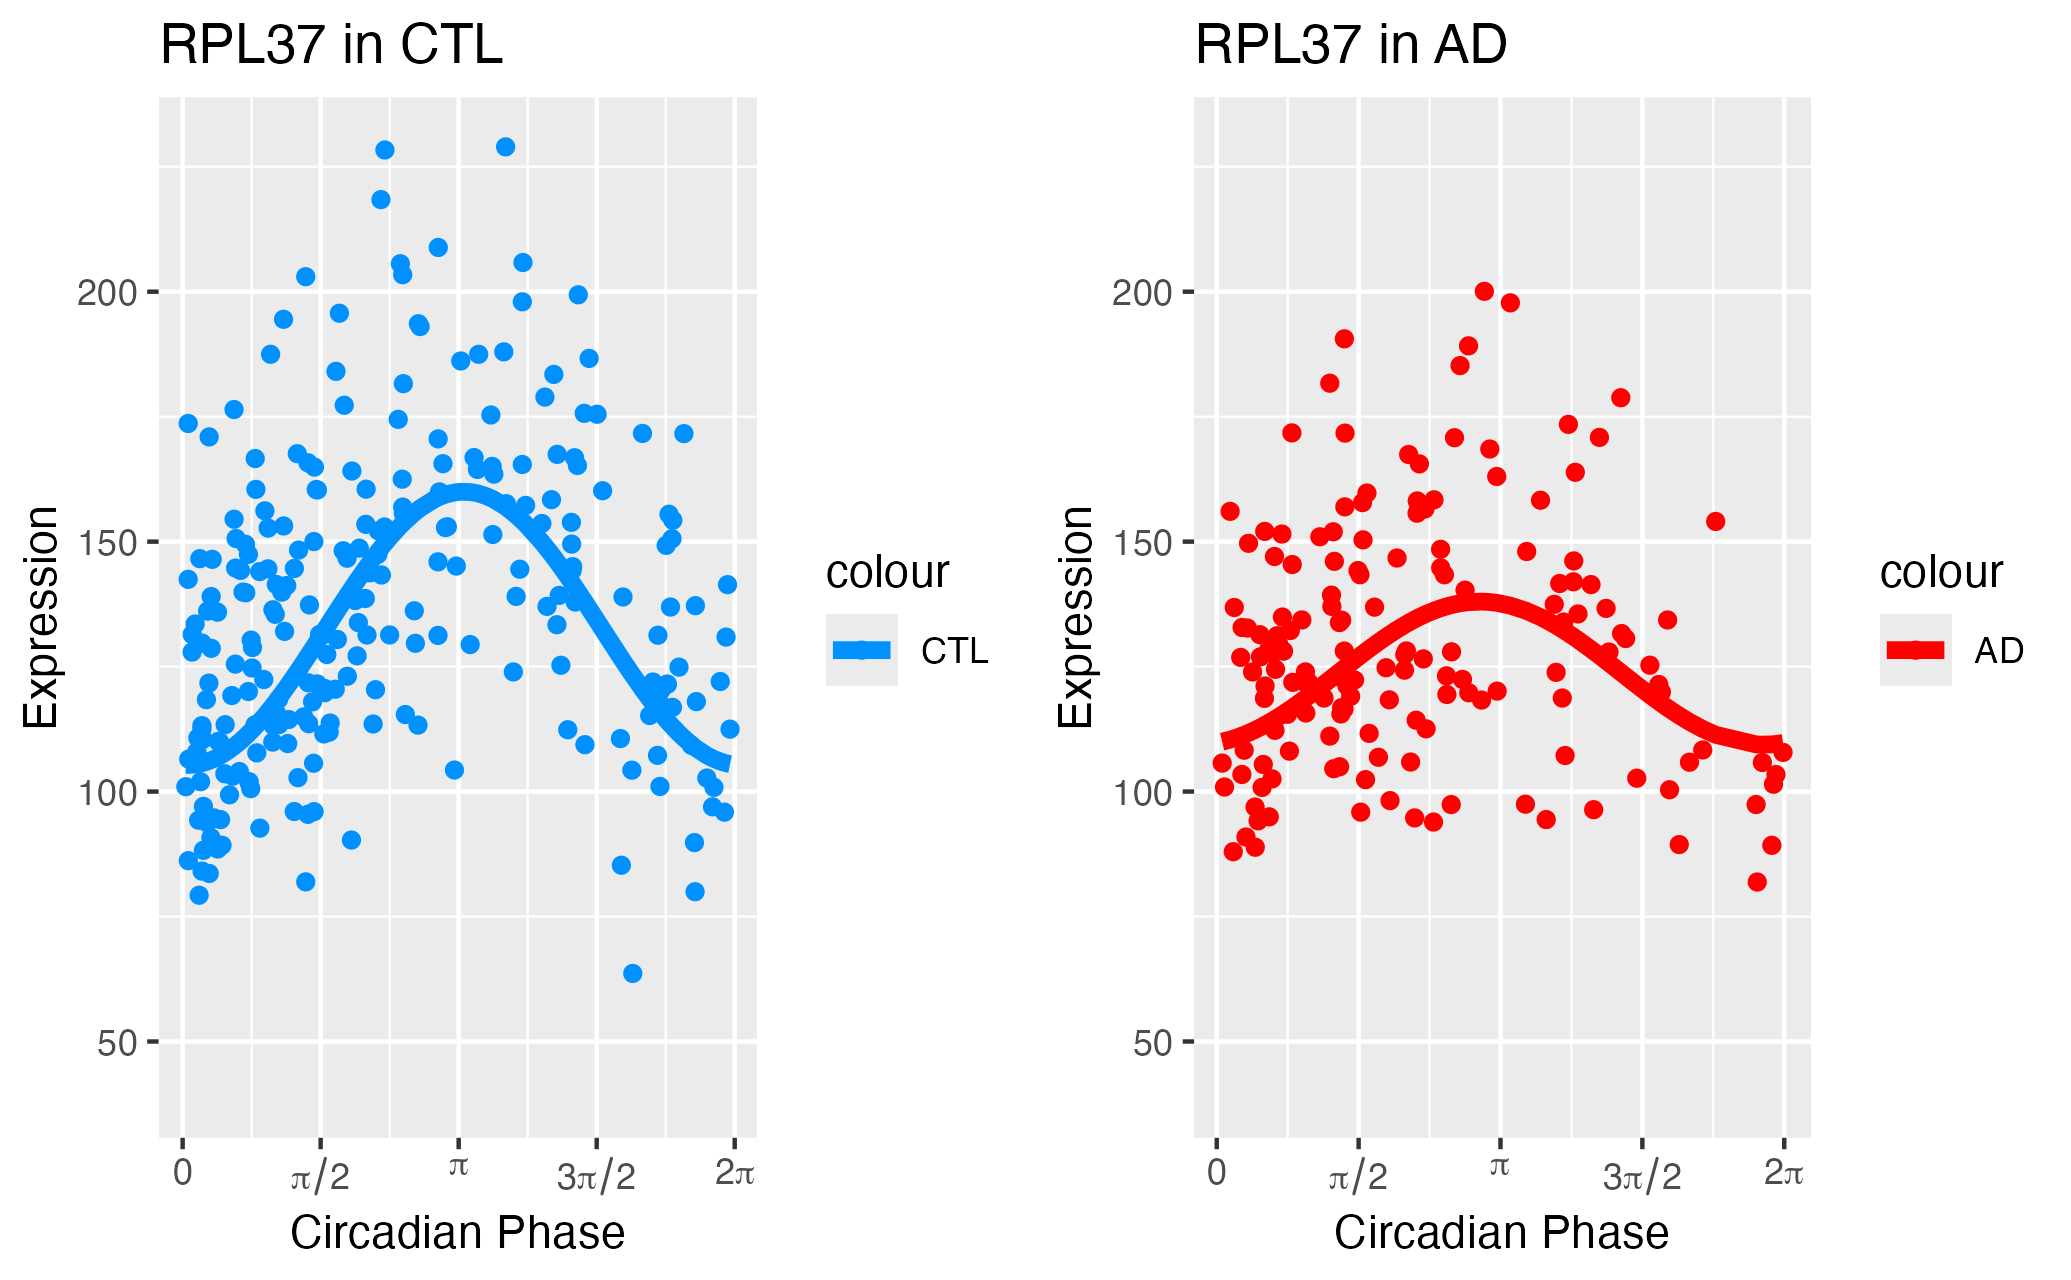 RPL37 in CTL
Expression
200
150
100
50
0 π/2 π 3π/2 2π
Circadian Phase
colour
CTL
RPL37 in AD
Expression
200
150
100
50
0 π/2 π 3π/2 2π
Circadian Phase
colour
AD